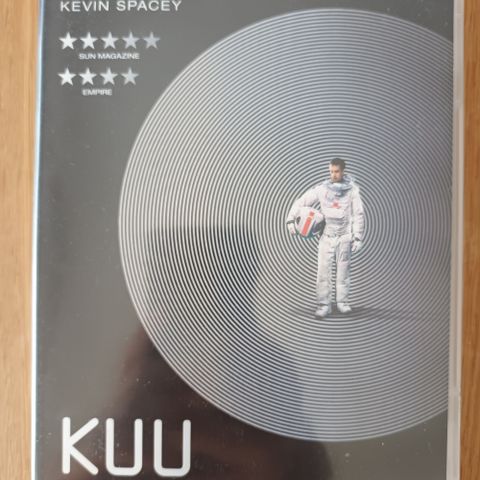 KEVIN SPACEY
SUN MAGAZINE
EMPIRE
KUU